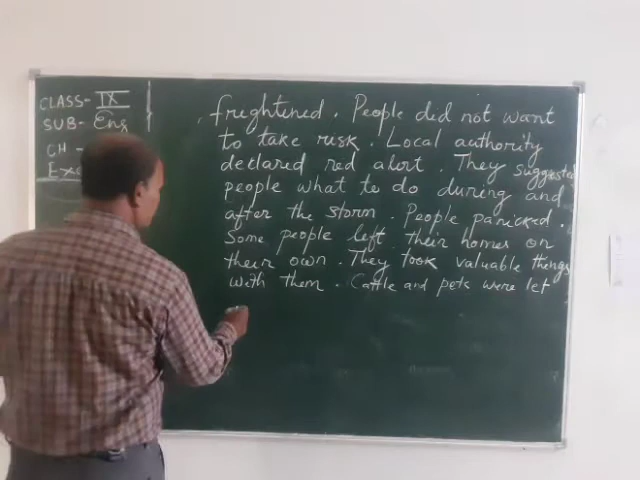 CLASS- IX
SUB- Eng
CH -
Exe
frughtened. People did not want
to take risk. Local authority
declared red alert. They suggested
people what to do during and
after the storm. People panicked.
Some people left their homes on
their own. They took valuable things
with them. Cattle and pets were let